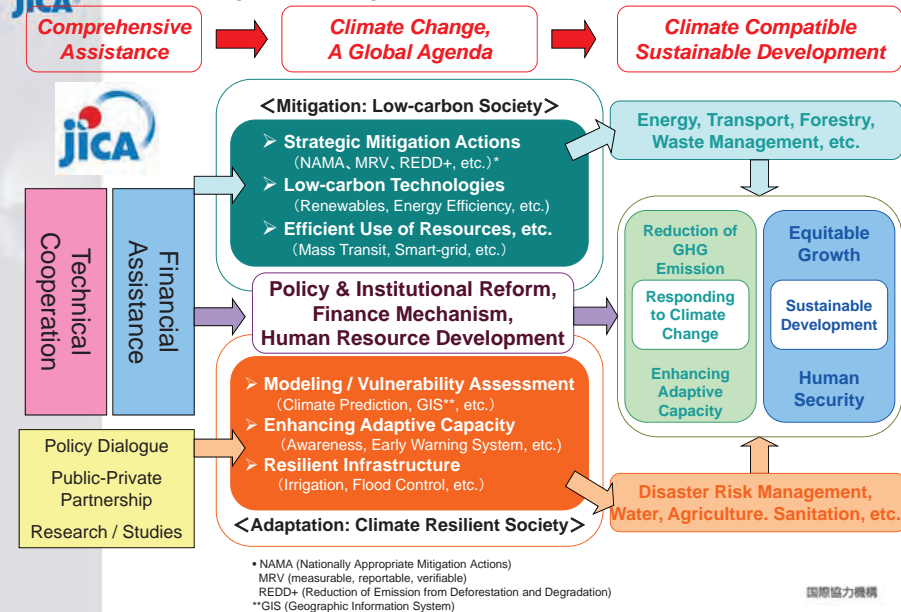 JICA
Comprehensive
Assistance
Climate Change,
A Global Agenda
Climate Compatible
Sustainable Development
JICA
Technical
Cooperation
Financial
Assistance
Policy Dialogue
Public-Private
Partnership
Research / Studies
<Mitigation: Low-carbon Society>
➢ Strategic Mitigation Actions
(NAMA、MRV、REDD+, etc.)*
➢ Low-carbon Technologies
(Renewables, Energy Efficiency, etc.)
➢ Efficient Use of Resources, etc.
(Mass Transit, Smart-grid, etc.)
Policy & Institutional Reform,
Finance Mechanism,
Human Resource Development
➢ Modeling / Vulnerability Assessment
(Climate Prediction, GIS**, etc.)
➢ Enhancing Adaptive Capacity
(Awareness, Early Warning System, etc.)
➢ Resilient Infrastructure
(Irrigation, Flood Control, etc.)
<Adaptation: Climate Resilient Society>
Energy, Transport, Forestry,
Waste Management, etc.
Reduction of
GHG
Emission
Responding
to Climate
Change
Enhancing
Adaptive
Capacity
Equitable
Growth
Sustainable
Development
Human
Security
Disaster Risk Management,
Water, Agriculture. Sanitation, etc.
• NAMA (Nationally Appropriate Mitigation Actions)
MRV (measurable, reportable, verifiable)
REDD+ (Reduction of Emission from Deforestation and Degradation)
**GIS (Geographic Information System)
国際協力機構